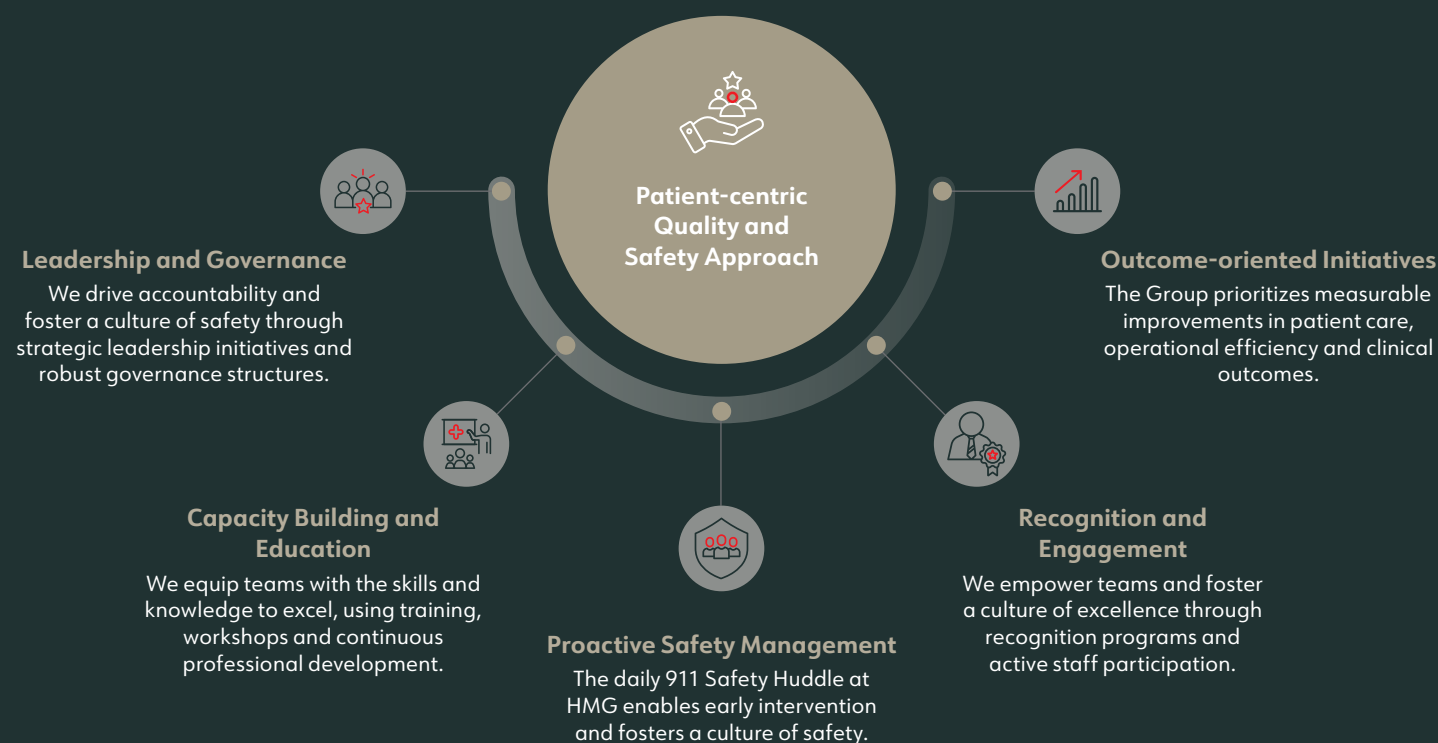 Patient-centric
Quality and
Safety Approach
Leadership and Governance
We drive accountability and
foster a culture of safety through
strategic leadership initiatives and
robust governance structures.
Capacity Building and
Education
We equip teams with the skills and
knowledge to excel, using training,
workshops and continuous
professional development.
Proactive Safety Management
The daily 911 Safety Huddle at
HMG enables early intervention
and fosters a culture of safety.
Recognition and
Engagement
We empower teams and foster
a culture of excellence through
recognition programs and
active staff participation.
Outcome-oriented Initiatives
The Group prioritizes measurable
improvements in patient care,
operational efficiency and clinical
outcomes.